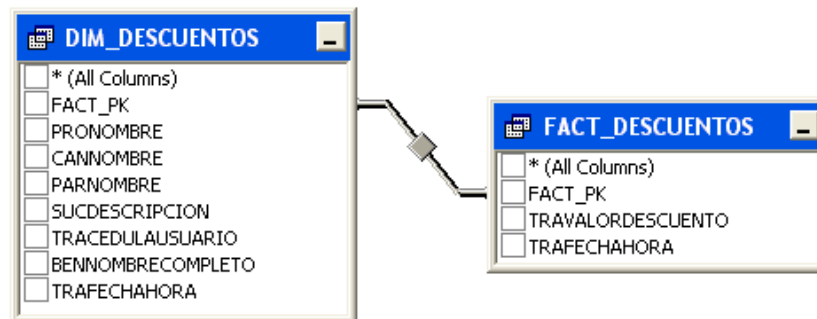 DIM_DESCUENTOS
* (All Columns)
FACT_PK
PRONOMBRE
CANNOMBRE
PARNOMBRE
SUCDESCRIPCION
TRACEDULAUSUARIO
BENNOMBRECOMPLETO
TRAFECHAHORA
FACT_DESCUENTOS
* (All Columns)
FACT_PK
TRAVALORDESCUENTO
TRAFECHAHORA